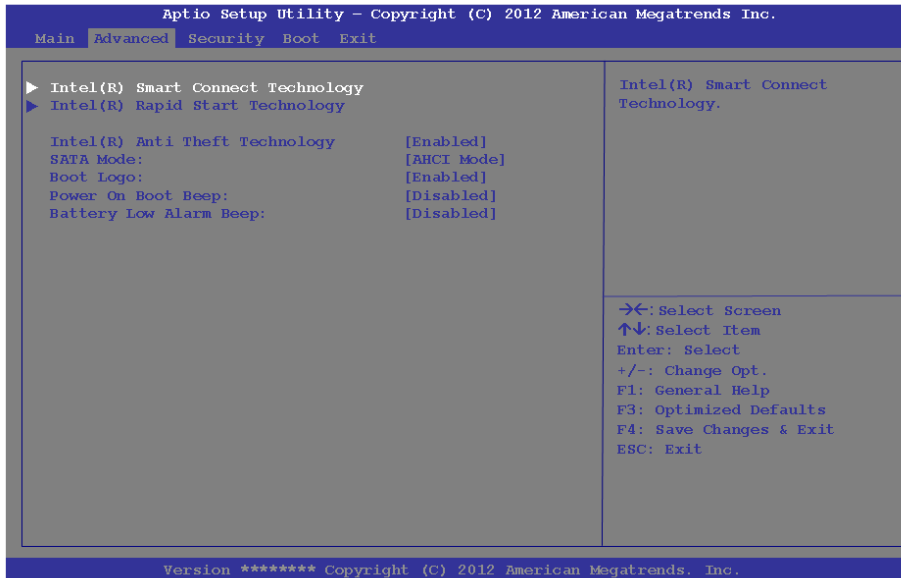 Aptio Setup Utility – Copyright (C) 2012 American Megatrends Inc.
Main Advanced Security Boot Exit
Intel(R) Smart Connect Technology
Intel(R) Rapid Start Technology
Intel(R) Anti Theft Technology [Enabled]
SATA Mode: [AHCI Mode]
Boot Logo: [Enabled]
Power On Boot Beep: [Disabled]
Battery Low Alarm Beep: [Disabled]
Intel(R) Smart Connect
Technology.
→←: Select Screen
↑↓: Select Item
Enter: Select
+/-: Change Opt.
F1: General Help
F3: Optimized Defaults
F4: Save Changes & Exit
ESC: Exit
Version ******** Copyright (C) 2012 American Megatrends. Inc.